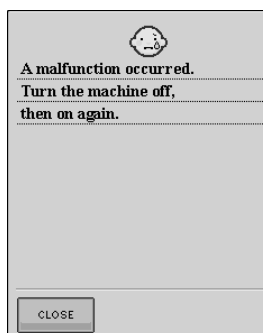 A malfunction occurred.
Turn the machine off,
then on again.
CLOSE